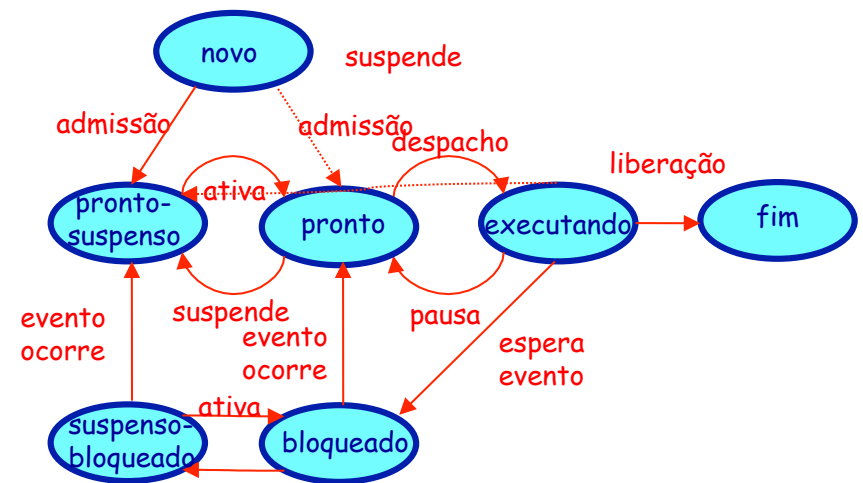 novo
suspende
admissão
admissão
despacho
liberação
ativa
pronto-
suspenso
pronto
executando
fim
suspende
pausa
evento
ocorre
evento
ocorre
espera
evento
ativa
suspenso-
bloqueado
bloqueado